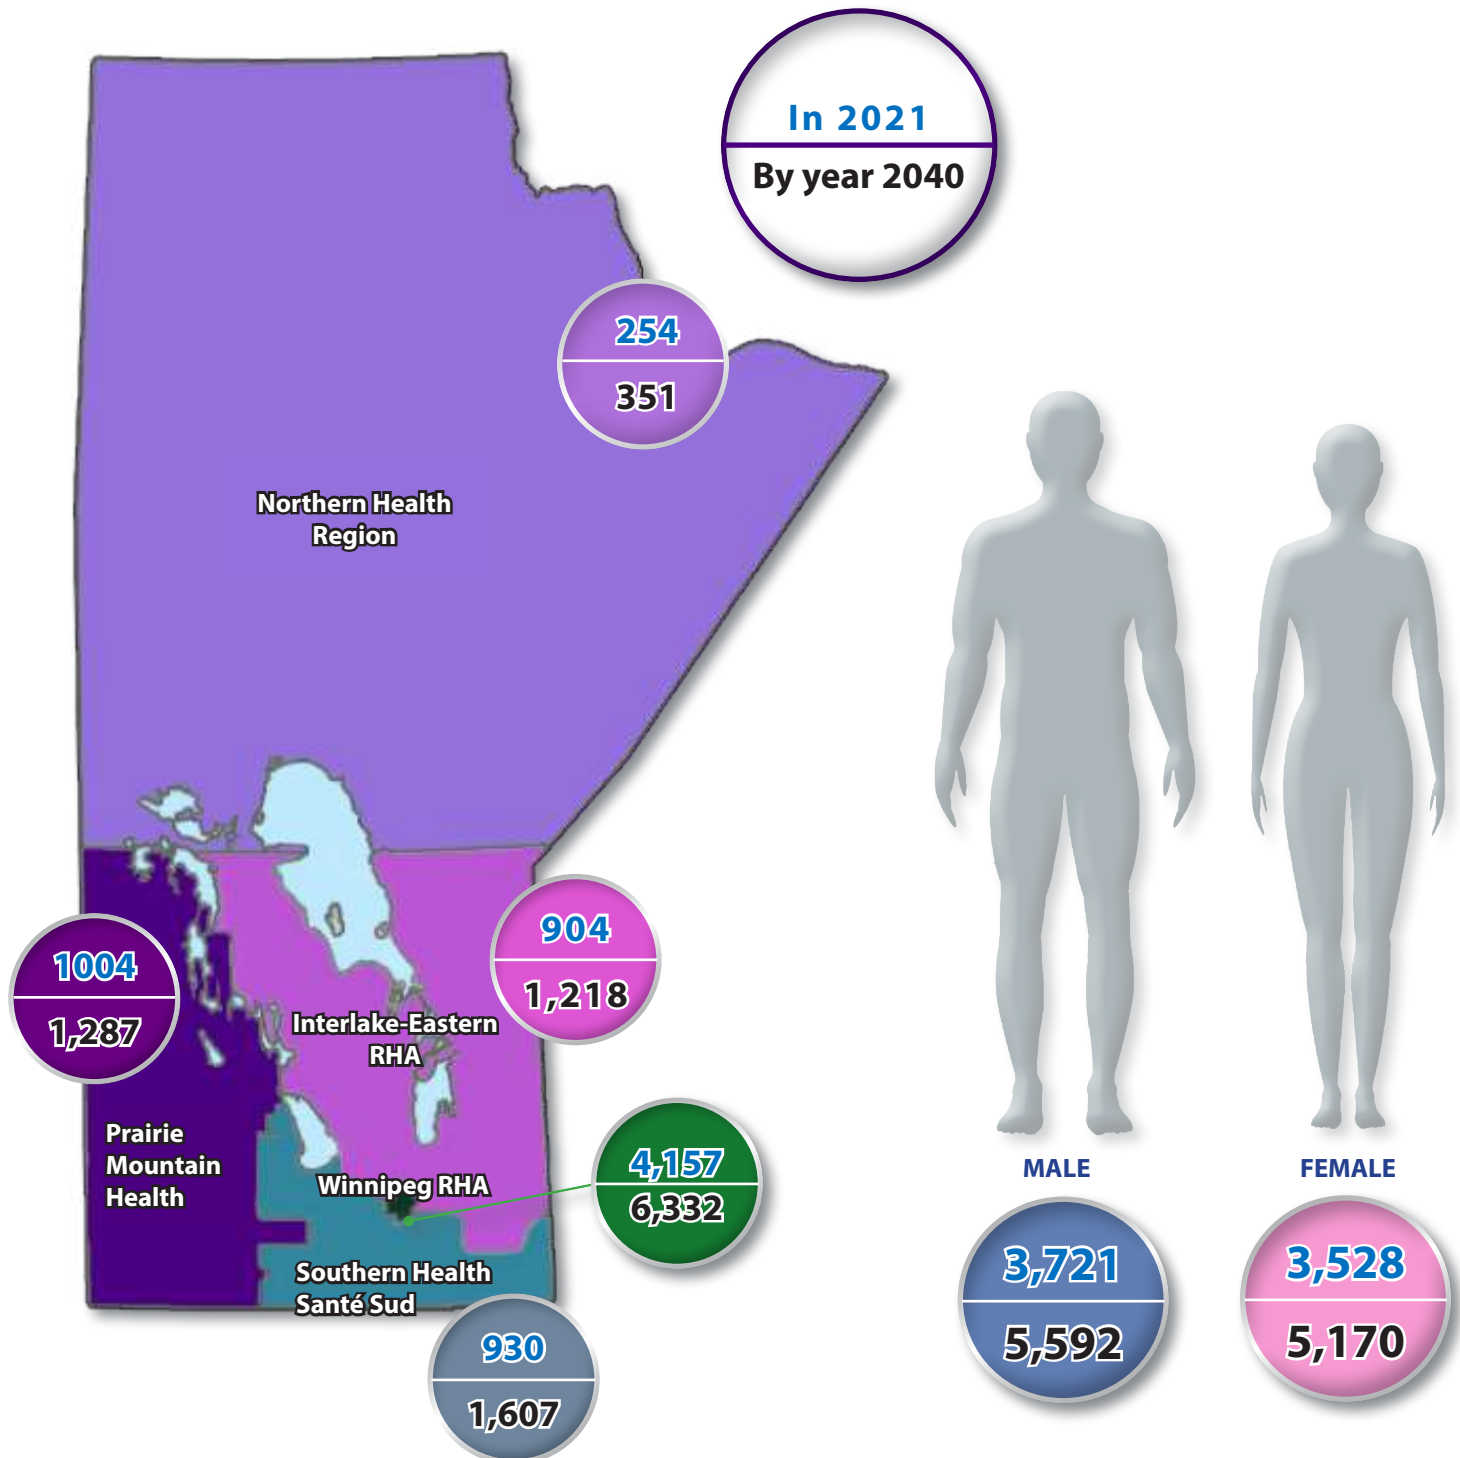 In 2021
By year 2040
254
351
Northern Health
Region
904
1,218
1004
1,287
Interlake-Eastern
RHA
Prairie
Mountain
Health
Winnipeg RHA
4,157
6,332
Southern Health
Santé Sud
930
1,607
MALE
3,721
5,592
FEMALE
3,528
5,170